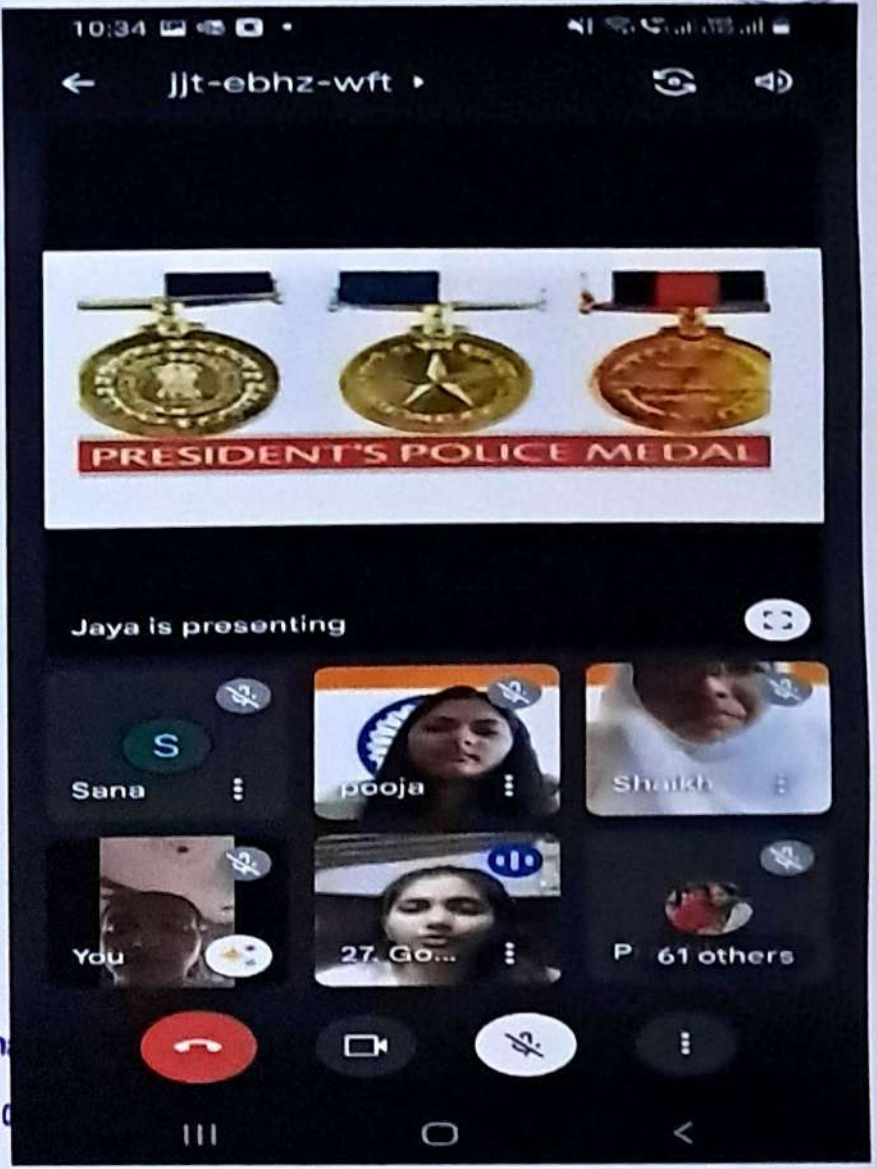 10:34
jjt-ebhz-wft
PRESIDENT'S POLICE MEDAL
Jaya is presenting
S
Sana
pooja
Shaikh
You
27. Go...
P 61 others